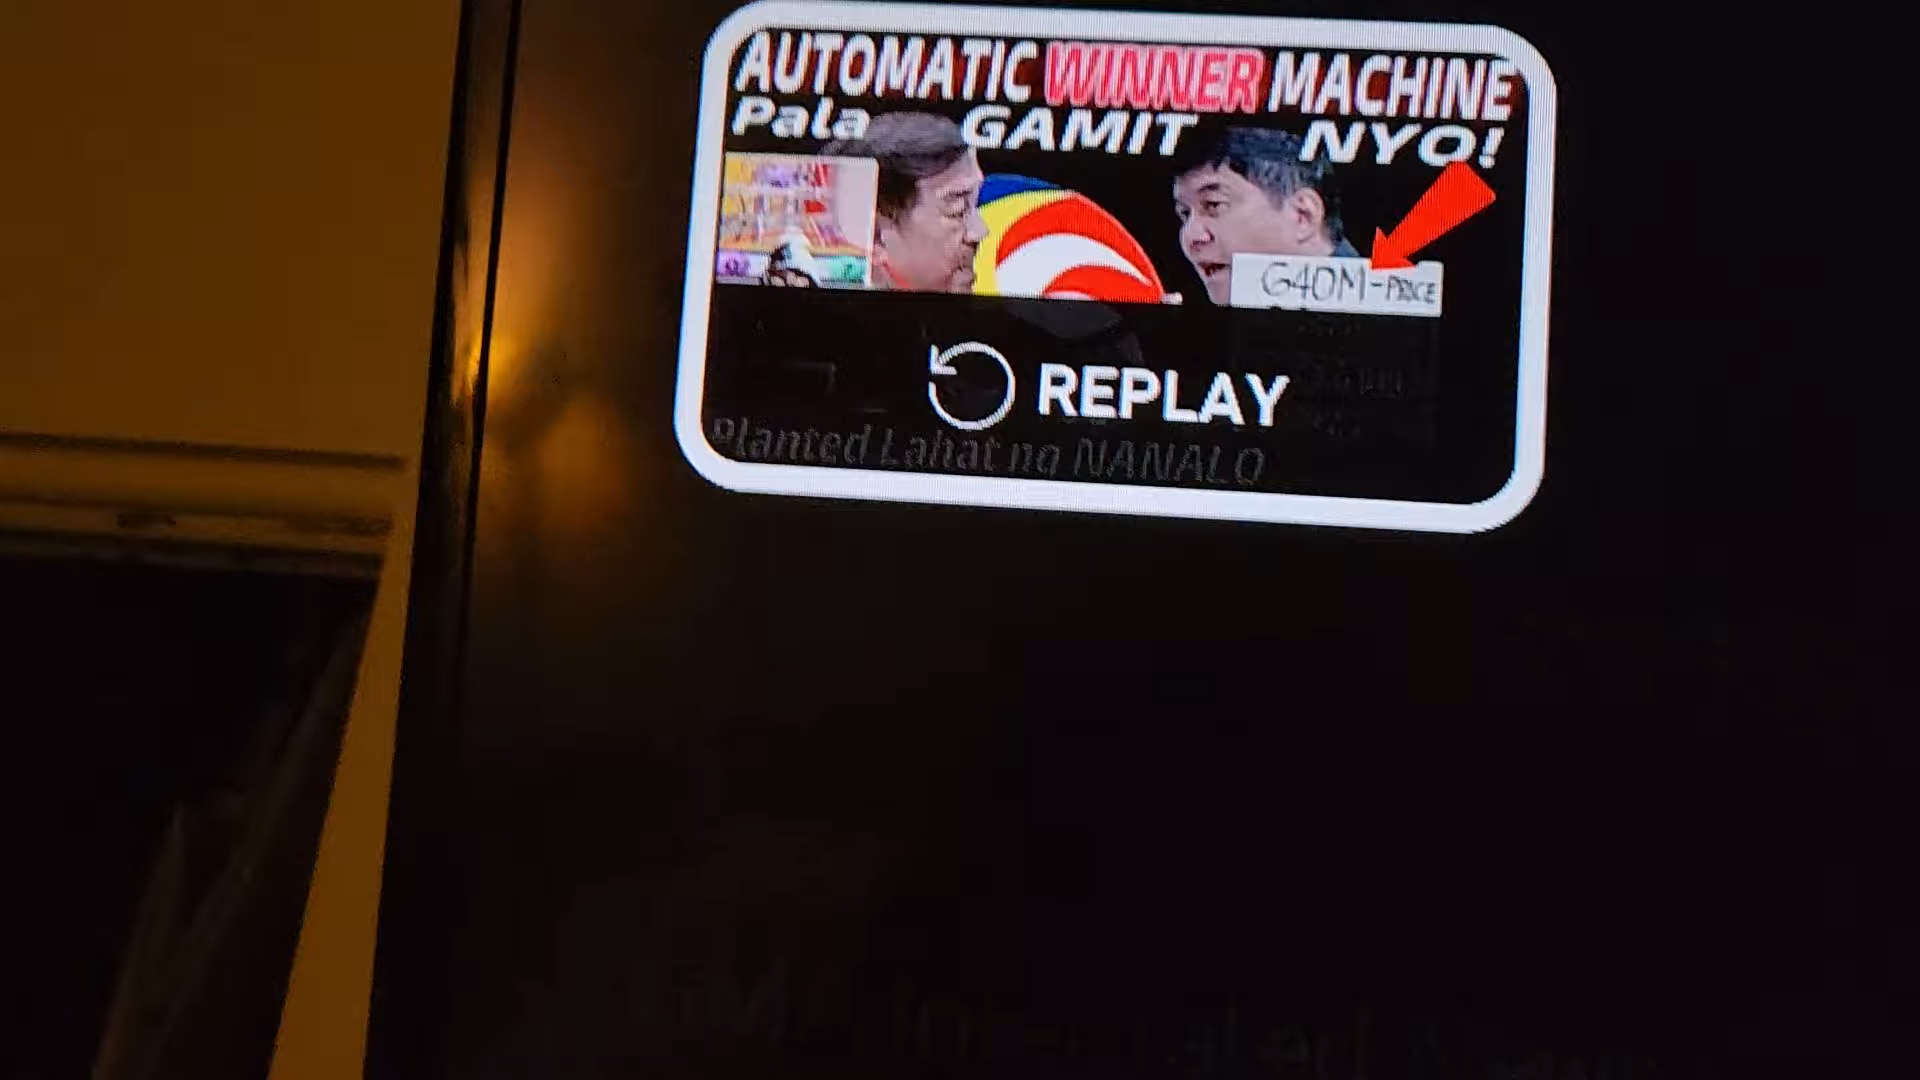 AUTOMATIC WINNER MACHINE
Pala GAMIT NYO!
G40M-PRICE
REPLAY
Planted Lahat ng NANALO